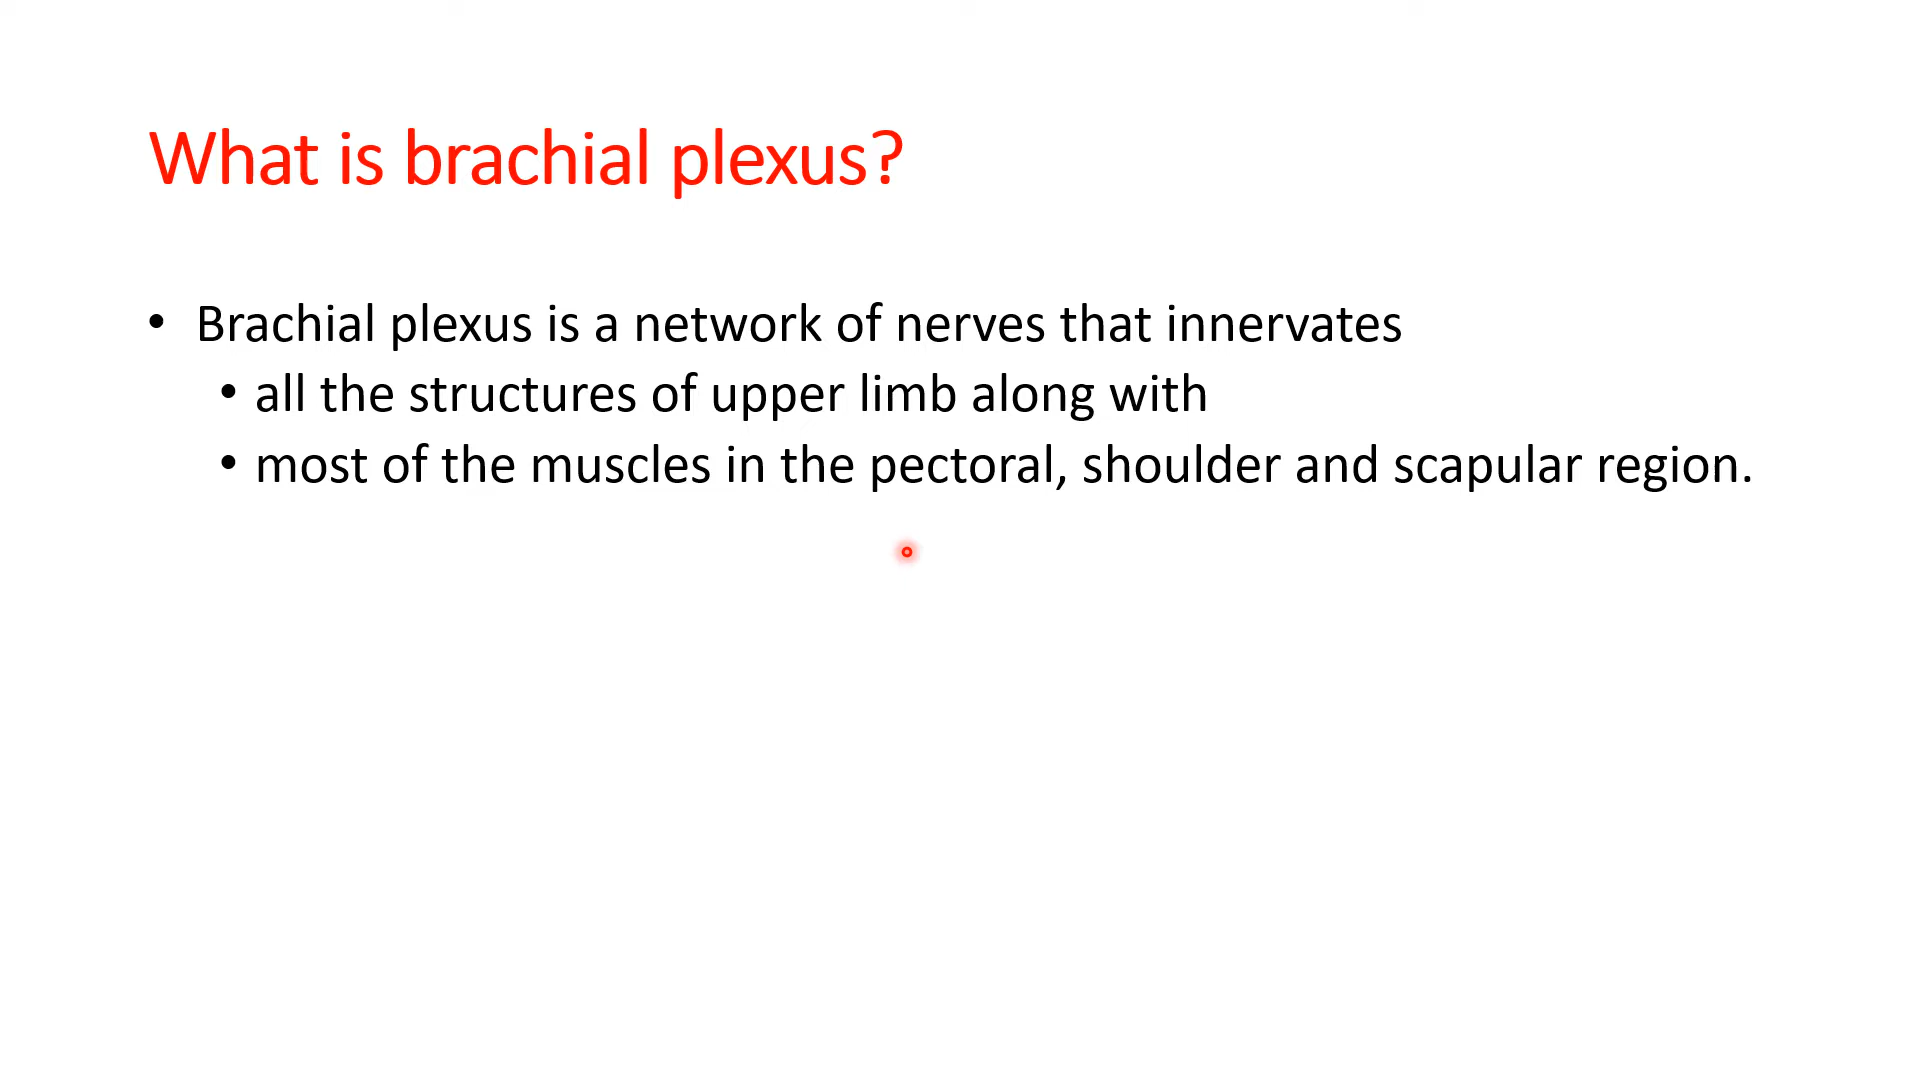 What is brachial plexus?
• Brachial plexus is a network of nerves that innervates
• all the structures of upper limb along with
• most of the muscles in the pectoral, shoulder and scapular region.